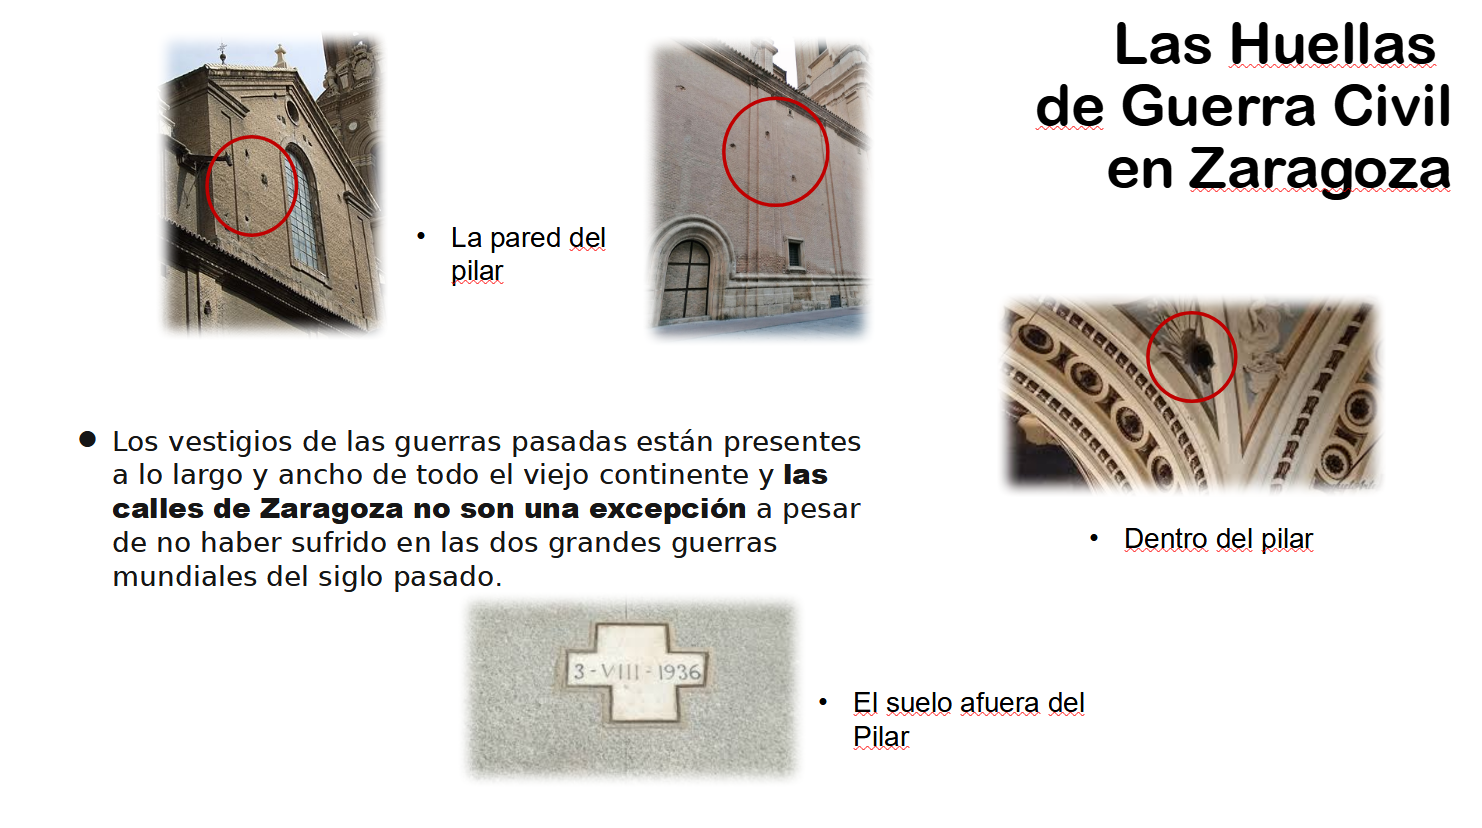 Las Huellas
de Guerra Civil
en Zaragoza
La pared del
pilar
Los vestigios de las guerras pasadas están presentes
a lo largo y ancho de todo el viejo continente y las
calles de Zaragoza no son una excepción a pesar
de no haber sufrido en las dos grandes guerras
mundiales del siglo pasado.
Dentro del pilar
3-VIII-1936
El suelo afuera del
Pilar